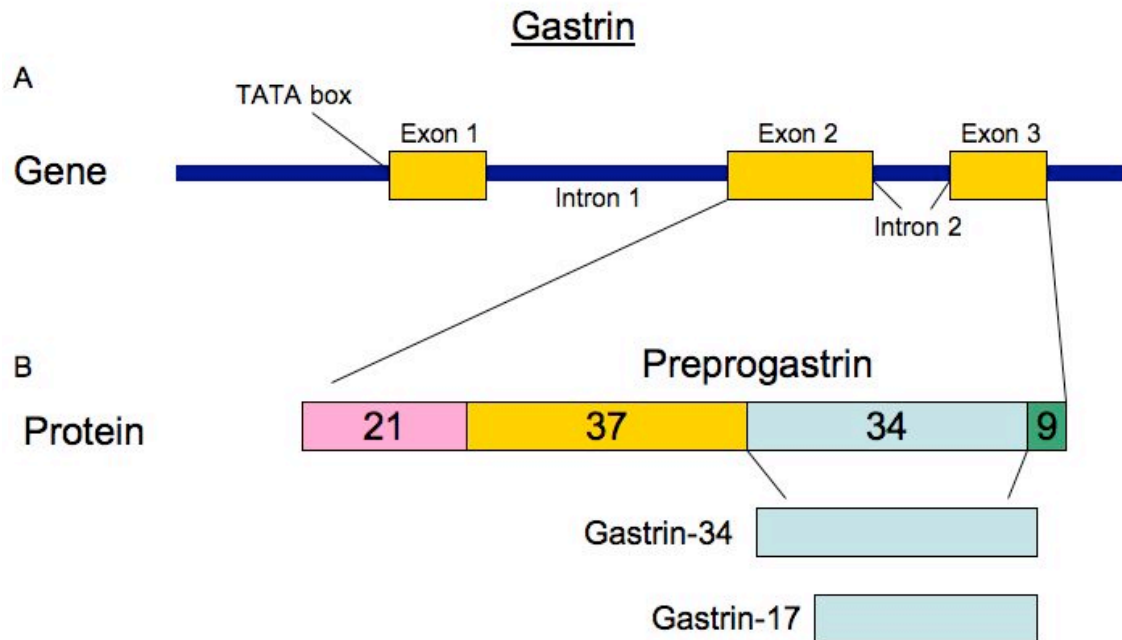 Gastrin
A
TATA box
Exon 1
Exon 2
Exon 3
Gene
Intron 1
Intron 2
B
Preprogastrin
Protein
21
37
34
9
Gastrin-34
Gastrin-17